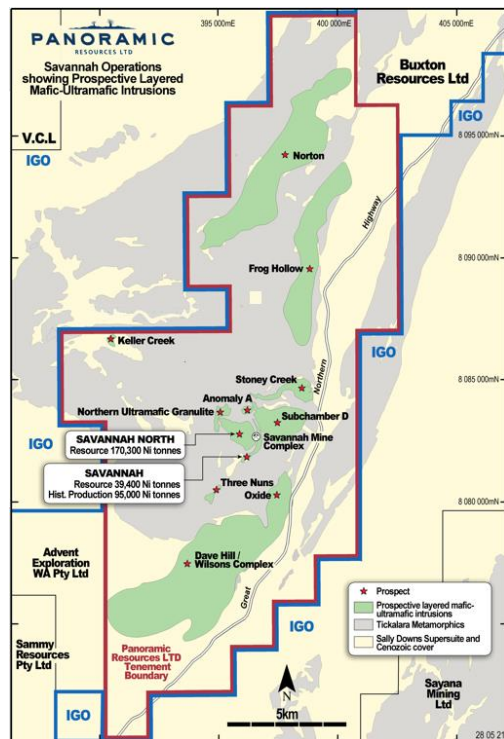 395 000mE
400 000mE
405 000mE
PANORAMIC
RESOURCES LTD
Savannah Operations
showing Prospective Layered
Mafic-Ultramafic Intrusions
Buxton
Resources Ltd
IGO
V.C.L
IGO
8 095 000mN
Norton
Highway
8 090 000mN
Frog Hollow
Keller Creek
IGO
IGO
Northern
Stoney Creek
8 085 000mN
Anomaly A
Northern Ultramafic Granulite
Subchamber D
IGO
SAVANNAH NORTH
Resource 170,300 Ni tonnes
Savannah Mine
Complex
SAVANNAH
Resource 39,400 Ni tonnes
Hist. Production 95,000 Ni tonnes
Three Nuns
Oxide
8 080 000mN
Advent
Exploration
WA Pty Ltd
Dave Hill /
Wilsons Complex
Great
Prospect
Prospective layered mafic-
ultramafic intrusions
Tickalara Metamorphics
Sally Downs Supersuite and
Cenozoic cover
Sammy
Resources
Pty Ltd
Panoramic
Resources LTD
Tenement
Boundary
IGO
IGO
N
5km
Sayana
Mining
Ltd